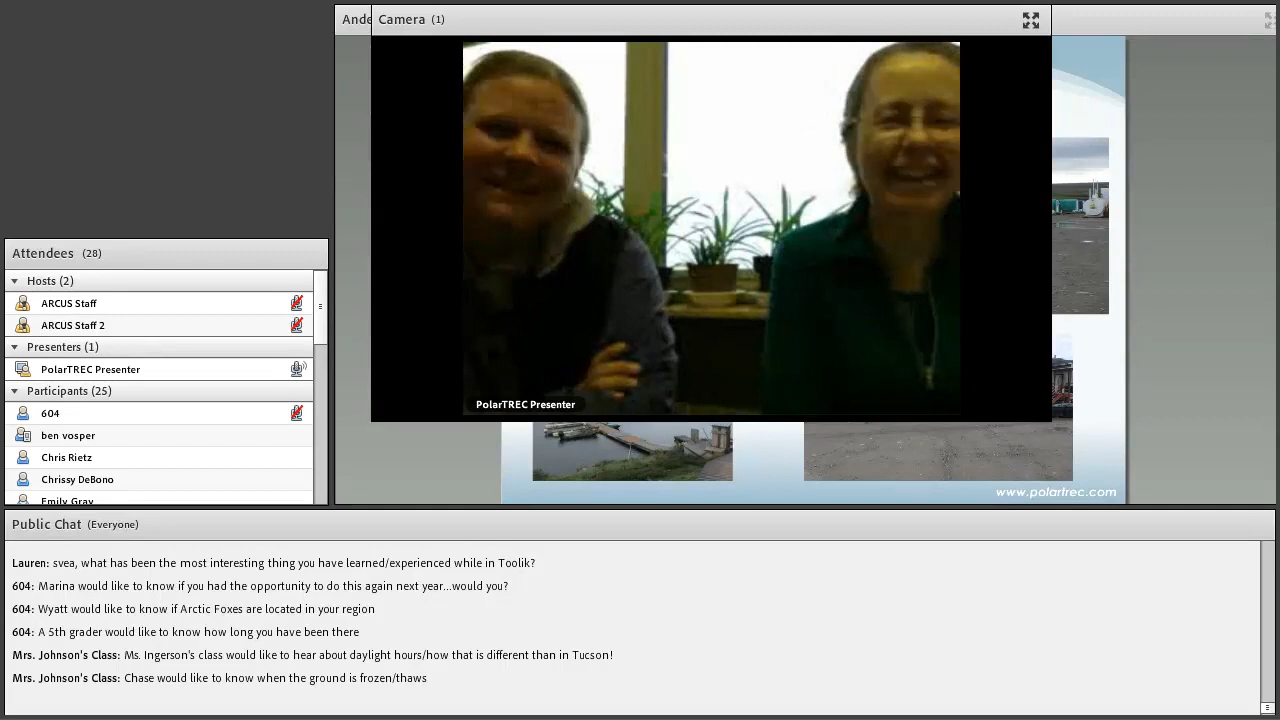 Ande
Camera (1)
PolarTREC Presenter
www.polartrec.com
Attendees (28)
Hosts (2)
ARCUS Staff
ARCUS Staff 2
Presenters (1)
PolarTREC Presenter
Participants (25)
604
ben vosper
Chris Rietz
Chrissy DeBono
Emily Gray
Public Chat (Everyone)
Lauren: svea, what has been the most interesting thing you have learned/experienced while in Toolik?
604: Marina would like to know if you had the opportunity to do this again next year...would you?
604: Wyatt would like to know if Arctic Foxes are located in your region
604: A 5th grader would like to know how long you have been there
Mrs. Johnson's Class: Ms. Ingerson's class would like to hear about daylight hours/how that is different than in Tucson!
Mrs. Johnson's Class: Chase would like to know when the ground is frozen/thaws